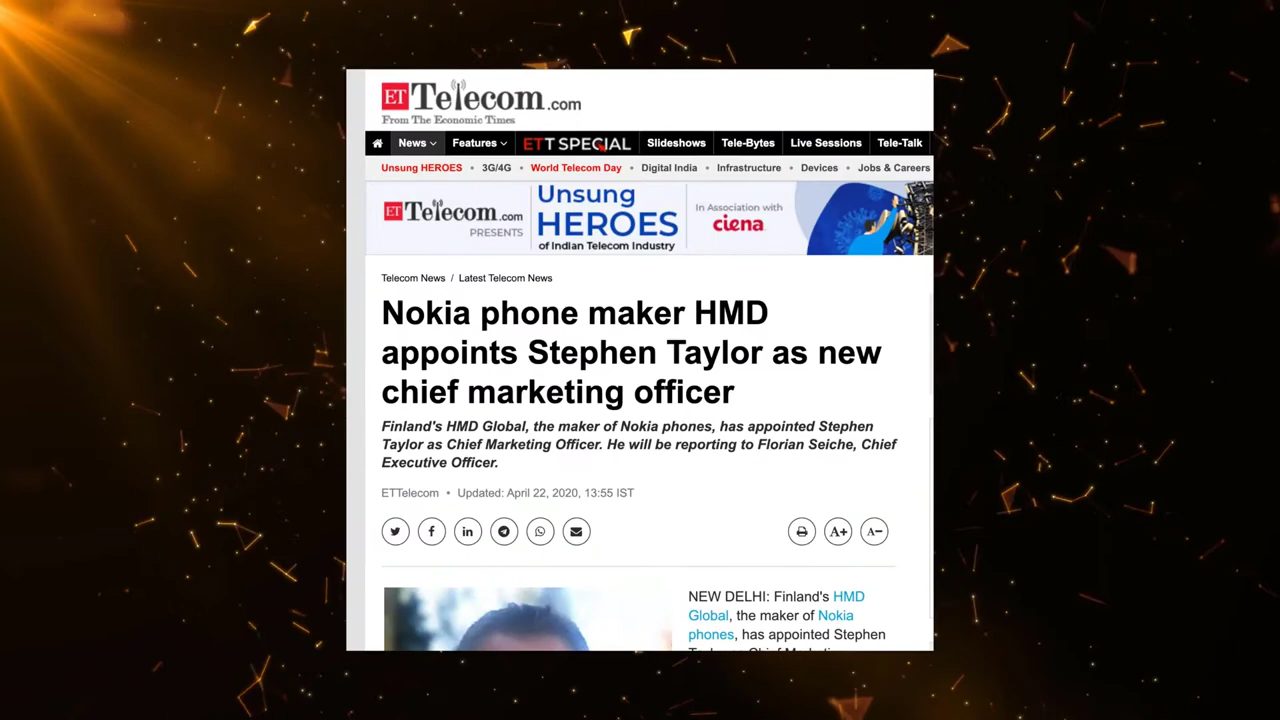 ET Telecom.com
From The Economic Times
News Features ETT SPECIAL Slideshows Tele-Bytes Live Sessions Tele-Talk
Unsung HEROES • 3G/4G • World Telecom Day • Digital India • Infrastructure • Devices • Jobs & Careers
ET Telecom.com
PRESENTS
Unsung
HEROES
of Indian Telecom Industry
In Association with
ciena
Telecom News / Latest Telecom News
Nokia phone maker HMD
appoints Stephen Taylor as new
chief marketing officer
Finland's HMD Global, the maker of Nokia phones, has appointed Stephen
Taylor as Chief Marketing Officer. He will be reporting to Florian Seiche, Chief
Executive Officer.
ETTelecom • Updated: April 22, 2020, 13:55 IST
A+ A-
NEW DELHI: Finland's HMD
Global, the maker of Nokia
phones, has appointed Stephen